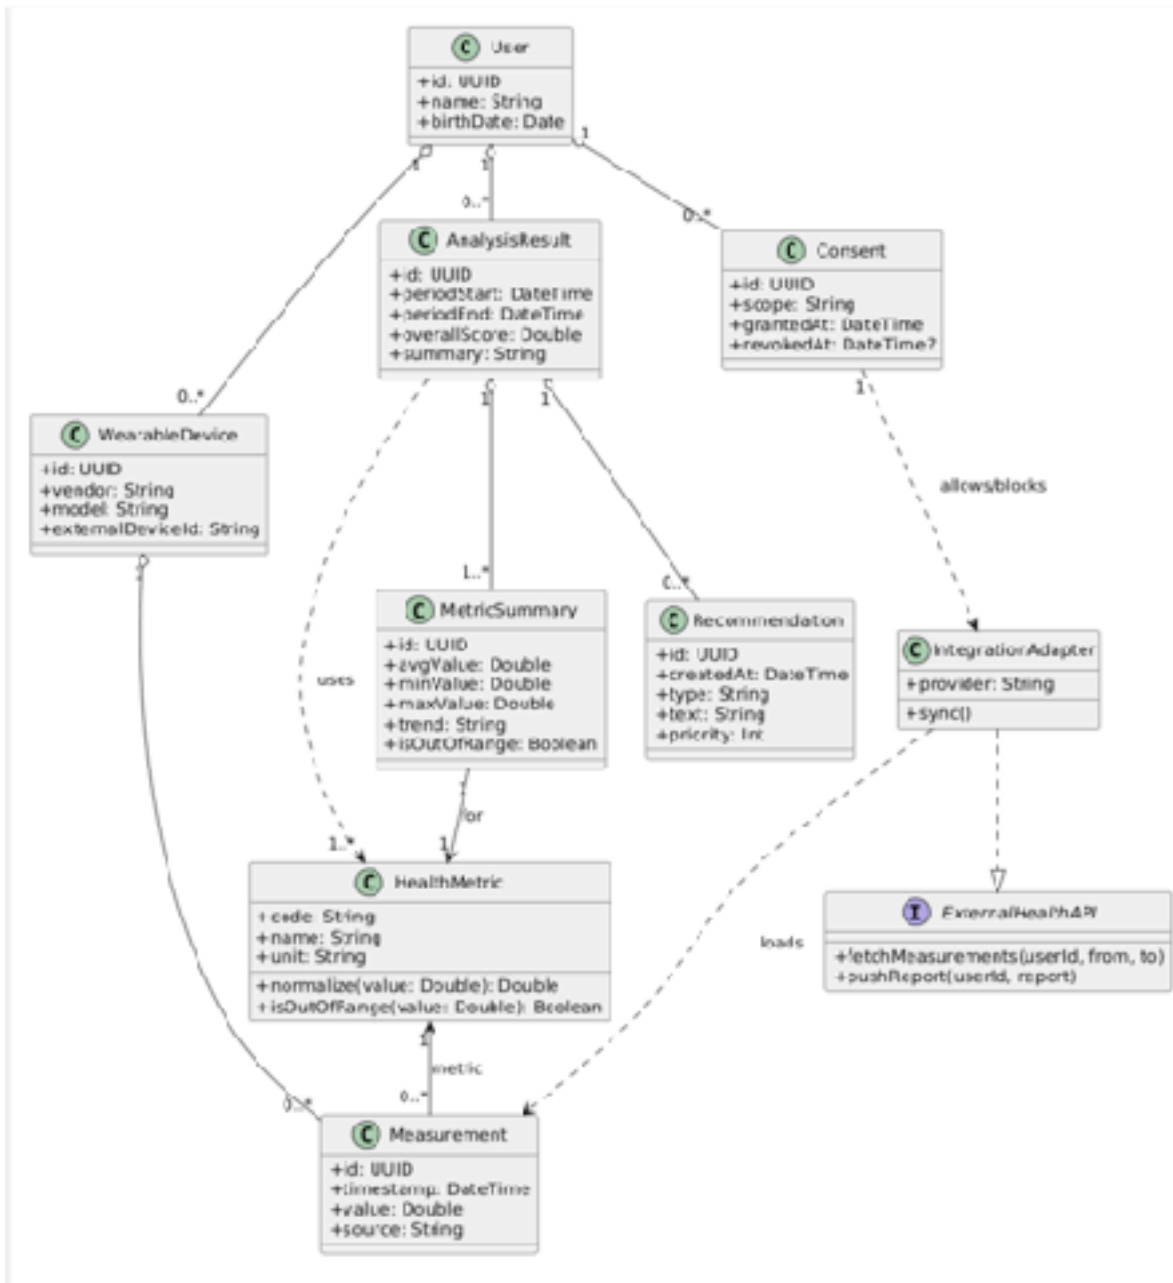 C User
+id: UUID
+name: String
+birthDate: Date
1
1
1
0..*
0..*
C AnalysisResult
+id: UUID
+periodStart: DateTime
+periodEnd: DateTime
+overallScore: Double
+summary: String
C Consent
+id: UUID
+scope: String
+grantedAt: DateTime
+revokedAt: DateTime?
1
1
1
0..*
C WearableDevice
+id: UUID
+vendor: String
+model: String
+externalDeviceId: String
allows/blocks
1..*
0..*
C MetricSummary
+id: UUID
+avgValue: Double
+minValue: Double
+maxValue: Double
+trend: String
+isOutOfRange: Boolean
C Recommendation
+id: UUID
+createdAt: DateTime
+type: String
+text: String
+priority: Int
C IntegrationAdapter
+provider: String
+sync()
uses
for
1..*
1
C HealthMetric
+code: String
+name: String
+unit: String
+normalize(value: Double): Double
+isOutOfRange(value: Double): Boolean
I ExternalHealthAPI
+fetchMeasurements(userId, from, to)
+pushReport(userId, report)
loads
1
metric
0..*
0..*
C Measurement
+id: UUID
+timestamp: DateTime
+value: Double
+source: String